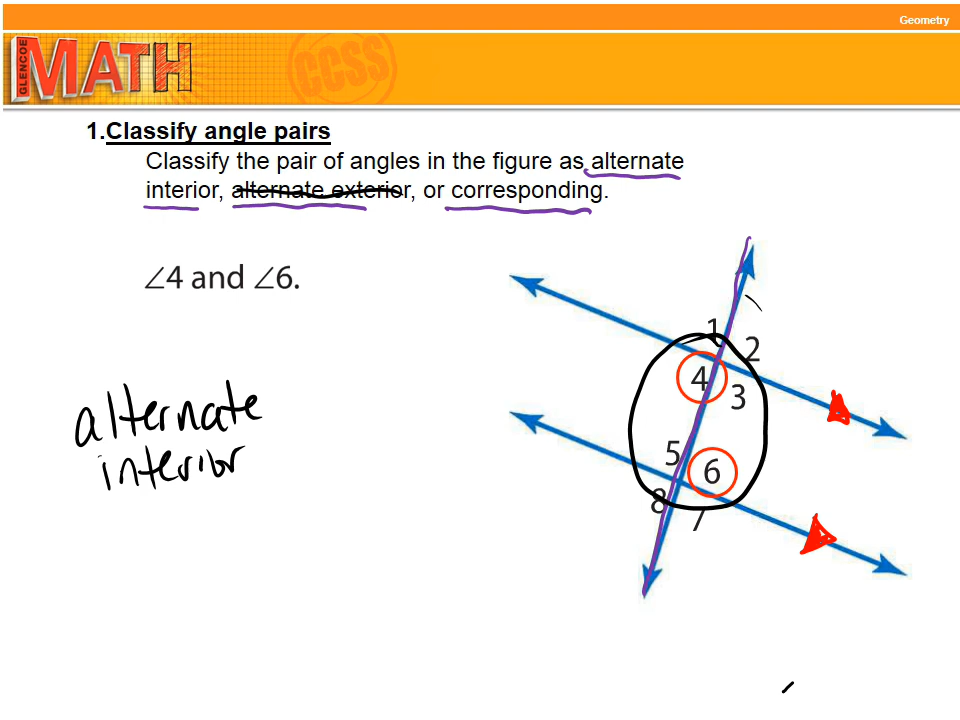 Geometry
GLENCOE
MATH
CCSS
1.Classify angle pairs
Classify the pair of angles in the figure as alternate
interior, alternate exterior, or corresponding.
∠4 and ∠6.
1
2
4
3
alternate
interior
5
6
8
7